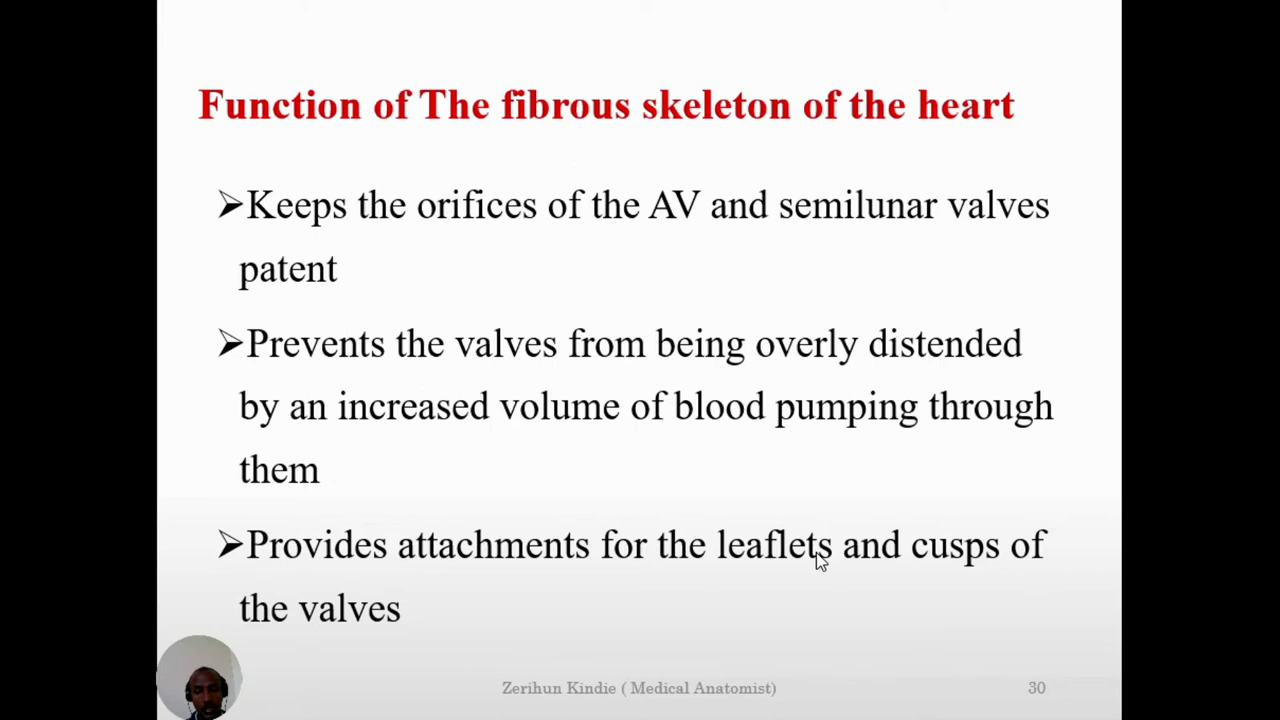 Function of The fibrous skeleton of the heart
➢Keeps the orifices of the AV and semilunar valves
patent
➢Prevents the valves from being overly distended
by an increased volume of blood pumping through
them
➢Provides attachments for the leaflets and cusps of
the valves
Zerihun Kindie ( Medical Anatomist) 30